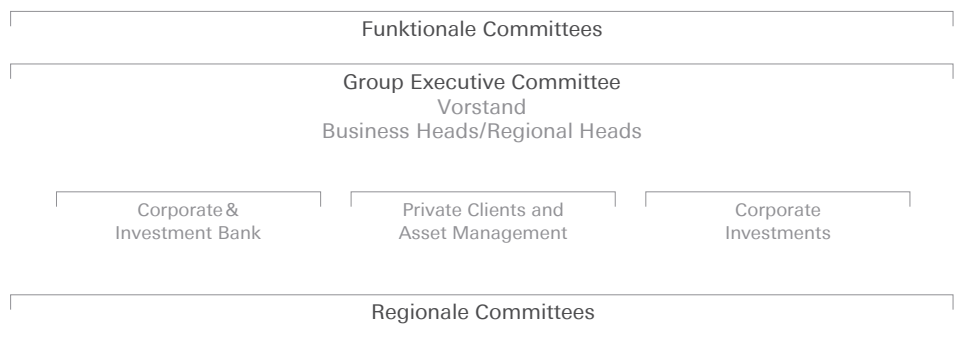 Funktionale Committees
Group Executive Committee
Vorstand
Business Heads/Regional Heads
Corporate &
Investment Bank
Private Clients and
Asset Management
Corporate
Investments
Regionale Committees